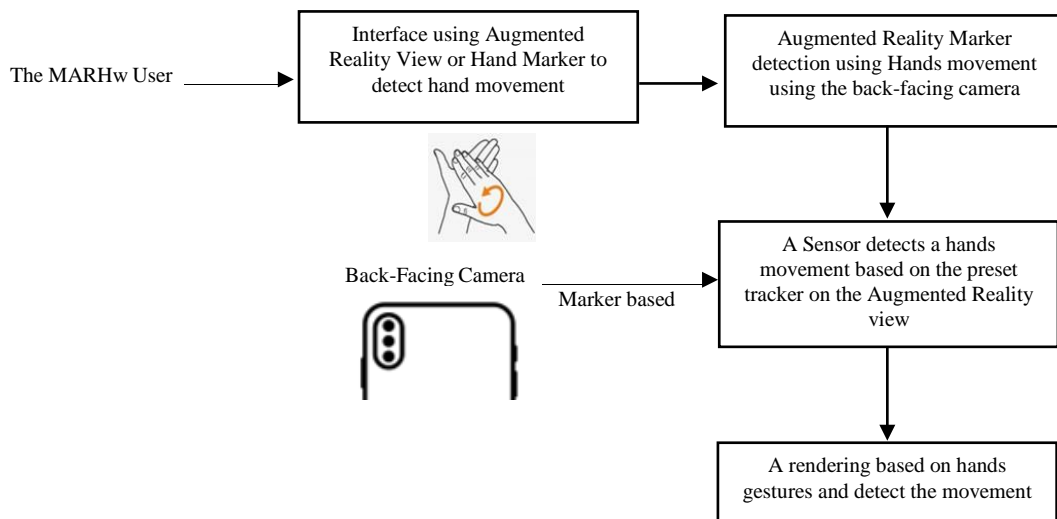 The MARHw User
Interface using Augmented
Reality View or Hand Marker to
detect hand movement
Augmented Reality Marker
detection using Hands movement
using the back-facing camera
Back-Facing Camera
Marker based
A Sensor detects a hands
movement based on the preset
tracker on the Augmented Reality
view
A rendering based on hands
gestures and detect the movement